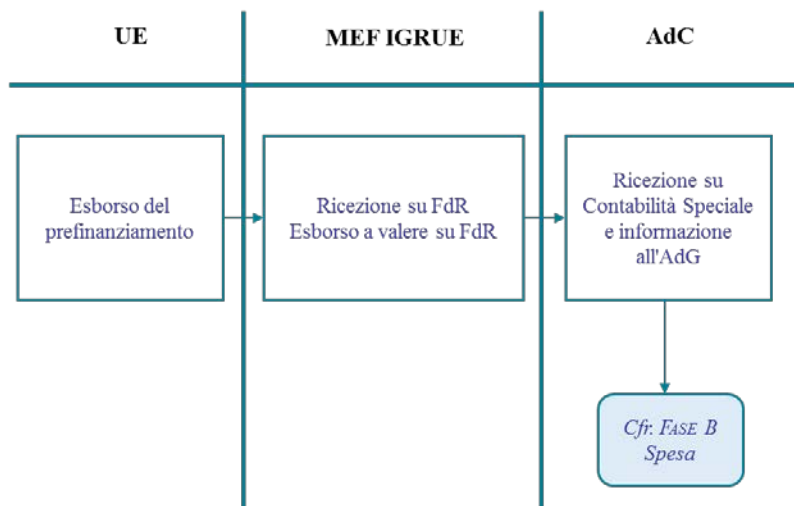 UE
MEF IGRUE
AdC
Esborso del
prefinanziamento
Ricezione su FdR
Esborso a valere su FdR
Ricezione su
Contabilità Speciale
e informazione
all'AdG
Cfr. FASE B
Spesa